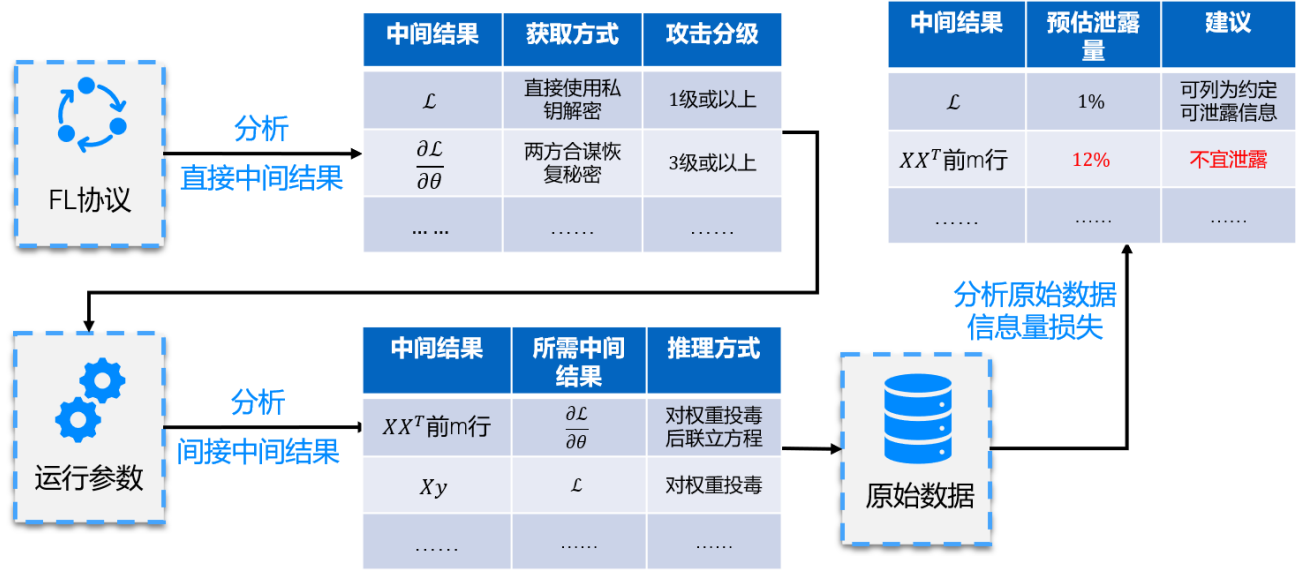 FL协议
分析
直接中间结果
中间结果 获取方式 攻击分级
ℒ 直接使用私
钥解密 1级或以上
∂ℒ/∂θ 两方合谋恢
复秘密 3级或以上
... ... ...... ......
运行参数
分析
间接中间结果
中间结果 所需中间
结果 推理方式
XXᵀ前m行 ∂ℒ/∂θ 对权重投毒
后联立方程
Xy ℒ 对权重投毒
...... ...... ......
原始数据
分析原始数据
信息量损失
中间结果 预估泄露
量 建议
ℒ 1% 可列为约定
可泄露信息
XXᵀ前m行 12% 不宜泄露
...... ...... ......